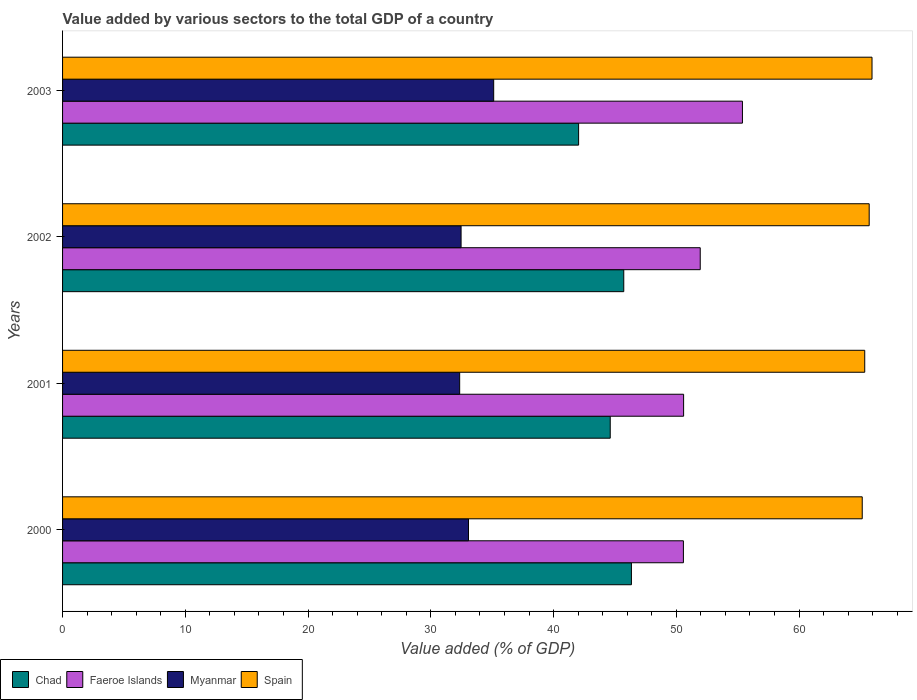 Value added by various sectors to the total GDP of a country
2003
2002
2001
2000
Years
0
10
20
30
40
50
60
Value added (% of GDP)
Chad
Faeroe Islands
Myanmar
Spain